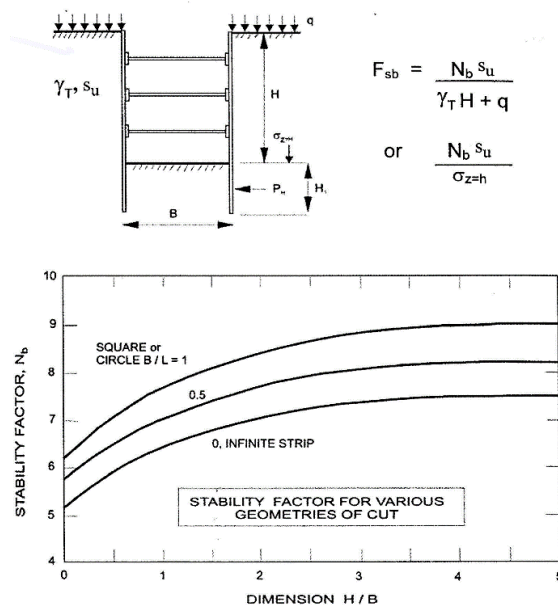 q
γT, su
H
σz=H
PH
H1
B
Fsb = Nb su
γT H + q
or Nb su
σz=h
10
9
8
7
6
5
4
STABILITY FACTOR, Nb
SQUARE or
CIRCLE B / L = 1
0.5
0, INFINITE STRIP
STABILITY FACTOR FOR VARIOUS
GEOMETRIES OF CUT
0 1 2 3 4 5
DIMENSION H / B